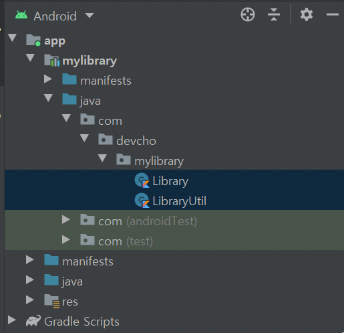 Android
app
mylibrary
manifests
java
com
devcho
mylibrary
Library
LibraryUtil
com (androidTest)
com (test)
manifests
java
res
Gradle Scripts